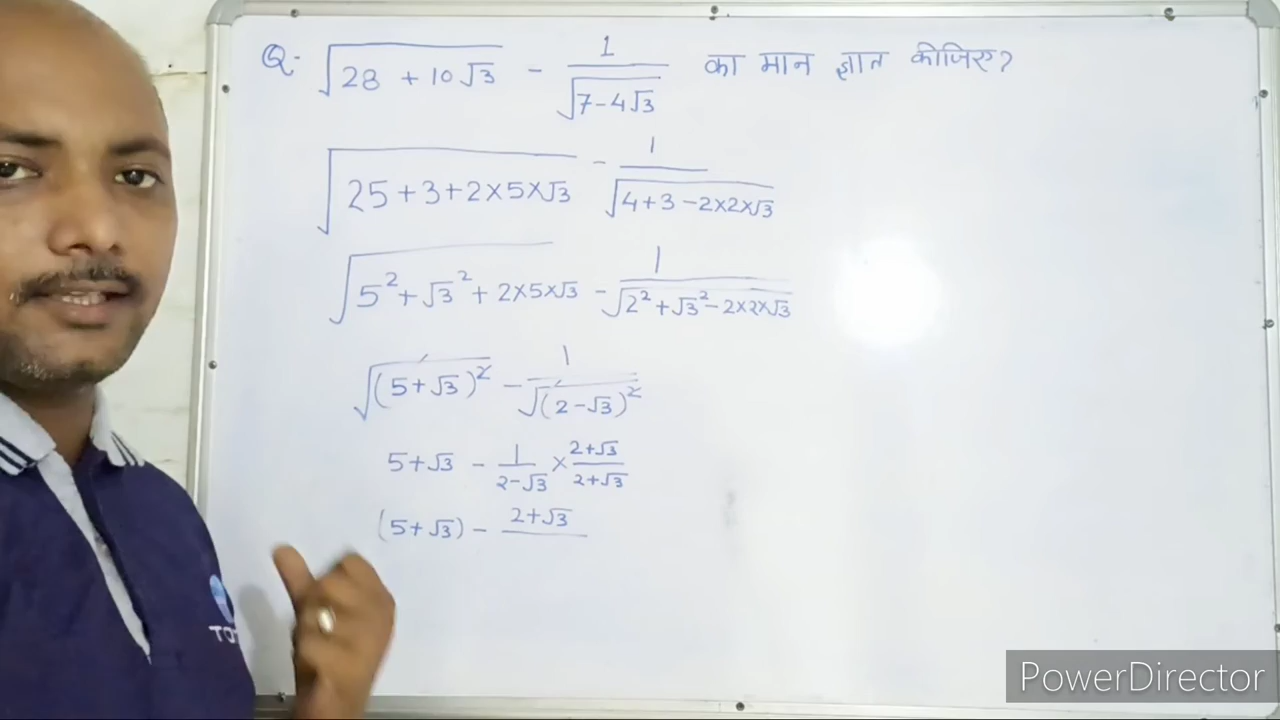 Q. √(28 + 10√3) - 1/√(7-4√3) का मान ज्ञात कीजिए?
√(25+3+2×5×√3) - 1/√(4+3-2×2×√3)
√(5²+√3²+2×5×√3) - 1/√(2²+√3²-2×2×√3)
√(5+√3)² - 1/√(2-√3)²
5+√3 - 1/(2-√3) × (2+√3)/(2+√3)
(5+√3) - 2+√3
PowerDirector